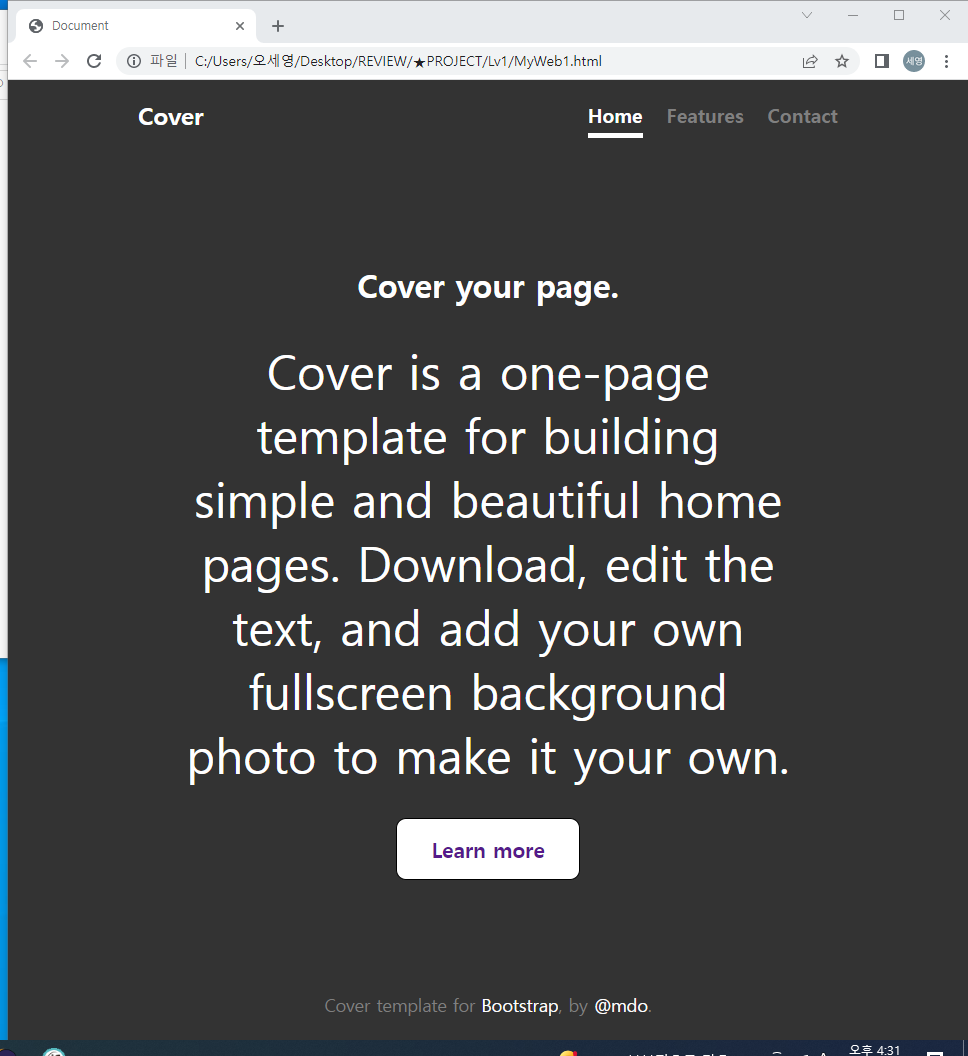 Document
파일 C:/Users/오세영/Desktop/REVIEW/★PROJECT/Lv1/MyWeb1.html
세영
Cover Home Features Contact
Cover your page.
Cover is a one-page
template for building
simple and beautiful home
pages. Download, edit the
text, and add your own
fullscreen background
photo to make it your own.
Learn more
Cover template for Bootstrap, by @mdo.
오후 4:31